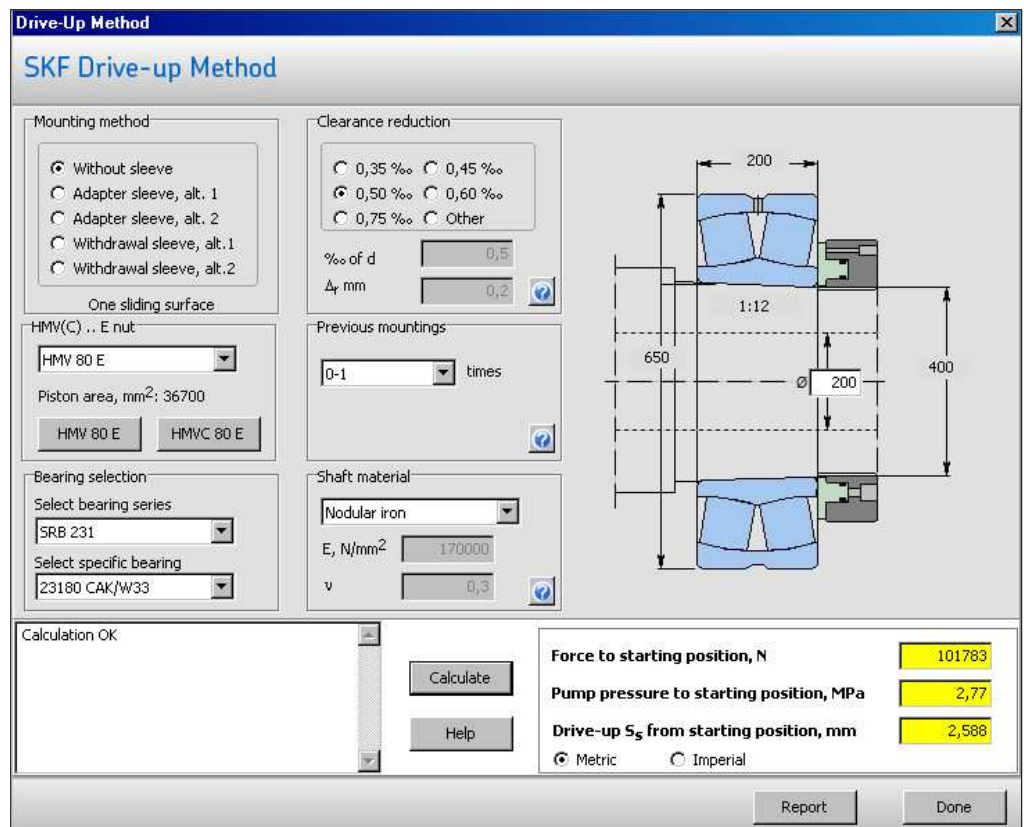 Drive-Up Method
SKF Drive-up Method
Mounting method
Without sleeve
Adapter sleeve, alt. 1
Adapter sleeve, alt. 2
Withdrawal sleeve, alt.1
Withdrawal sleeve, alt.2
One sliding surface
Clearance reduction
0,35 ‰ 0,45 ‰
0,50 ‰ 0,60 ‰
0,75 ‰ Other
‰ of d 0,5
Δr mm 0,2
HMV(C) .. E nut
HMV 80 E
Piston area, mm2: 36700
HMV 80 E HMVC 80 E
Previous mountings
0-1 times
Bearing selection
Select bearing series
SRB 231
Select specific bearing
23180 CAK/W33
Shaft material
Nodular iron
E, N/mm2 170000
ν 0,3
200
1:12
650
Ø 200
400
Calculation OK
Calculate
Help
Force to starting position, N 101783
Pump pressure to starting position, MPa 2,77
Drive-up Ss from starting position, mm 2,588
Metric Imperial
Report Done